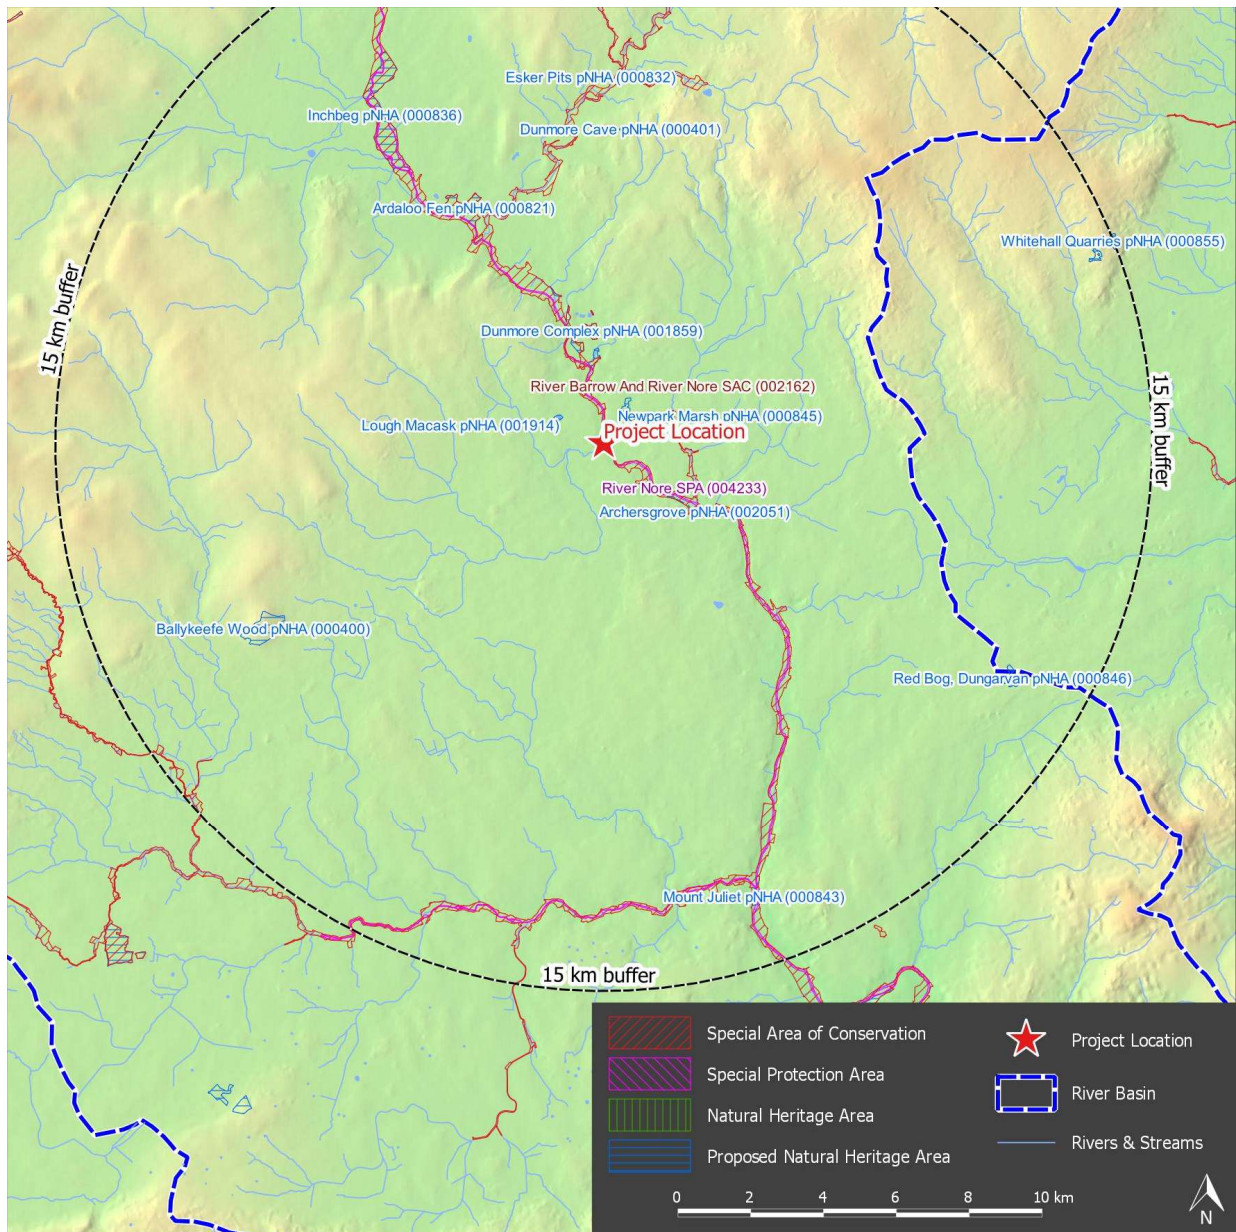 Esker Pits pNHA (000832)
Inchbeg pNHA (000836)
Dunmore Cave pNHA (000401)
Ardaloo Fen pNHA (000821)
Whitehall Quarries pNHA (000855)
15 km buffer
Dunmore Complex pNHA (001859)
River Barrow And River Nore SAC (002162)
15 km buffer
Newpark Marsh pNHA (000845)
Lough Macask pNHA (001914)
Project Location
River Nore SPA (004233)
Archersgrove pNHA (002051)
Ballykeefe Wood pNHA (000400)
Red Bog, Dungarvan pNHA (000846)
Mount Juliet pNHA (000843)
15 km buffer
Special Area of Conservation
Special Protection Area
Natural Heritage Area
Proposed Natural Heritage Area
Project Location
River Basin
Rivers & Streams
0 2 4 6 8 10 km
N